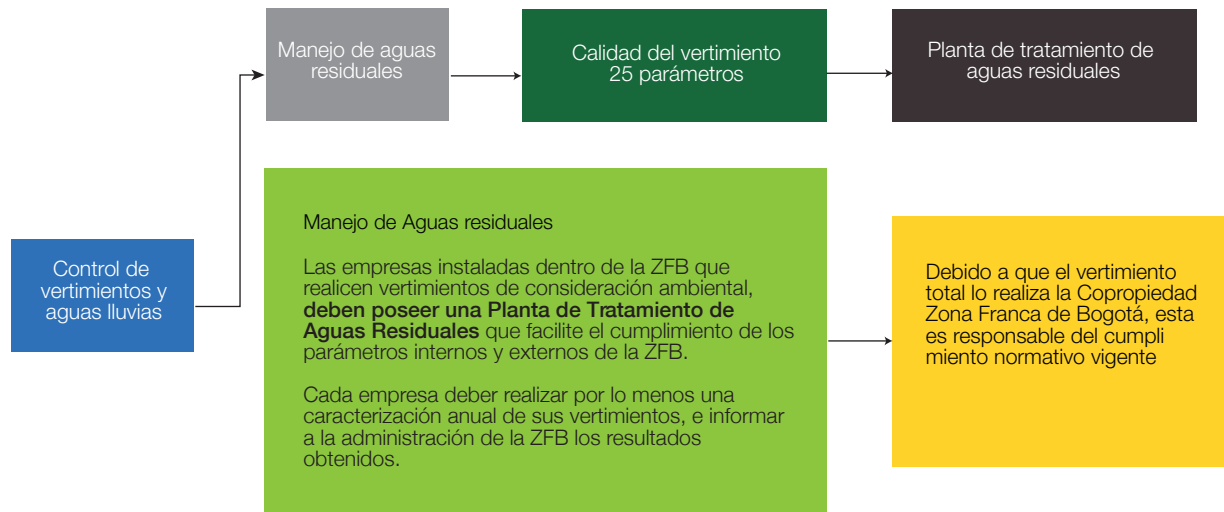 Manejo de aguas
residuales
Calidad del vertimiento
25 parámetros
Planta de tratamiento de
aguas residuales
Control de
vertimientos y
aguas lluvias
Manejo de Aguas residuales
Las empresas instaladas dentro de la ZFB que
realicen vertimientos de consideración ambiental,
deben poseer una Planta de Tratamiento de
Aguas Residuales que facilite el cumplimiento de los
parámetros internos y externos de la ZFB.
Cada empresa deber realizar por lo menos una
caracterización anual de sus vertimientos, e informar
a la administración de la ZFB los resultados
obtenidos.
Debido a que el vertimiento
total lo realiza la Copropiedad
Zona Franca de Bogotá, esta
es responsable del cumpli
miento normativo vigente